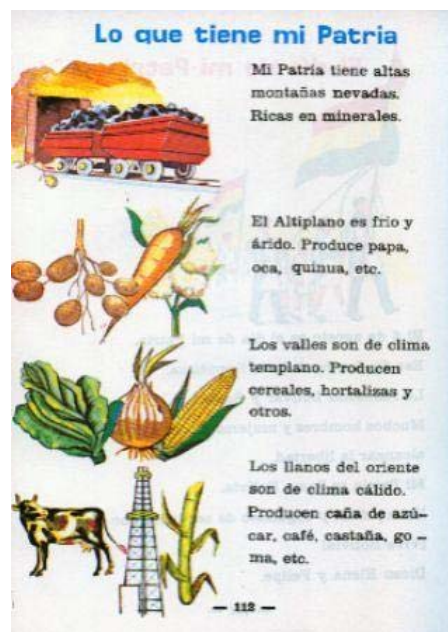 Lo que tiene mi Patria
Mi Patria tiene altas
montañas nevadas.
Ricas en minerales.
El Altiplano es frio y
árido. Produce papa,
oca, quinua, etc.
Los valles son de clima
templano. Producen
cereales, hortalizas y
otros.
Los llanos del oriente
son de clima cálido.
Producen caña de azú-
car, café, castaña, go -
ma, etc.
- 112 -